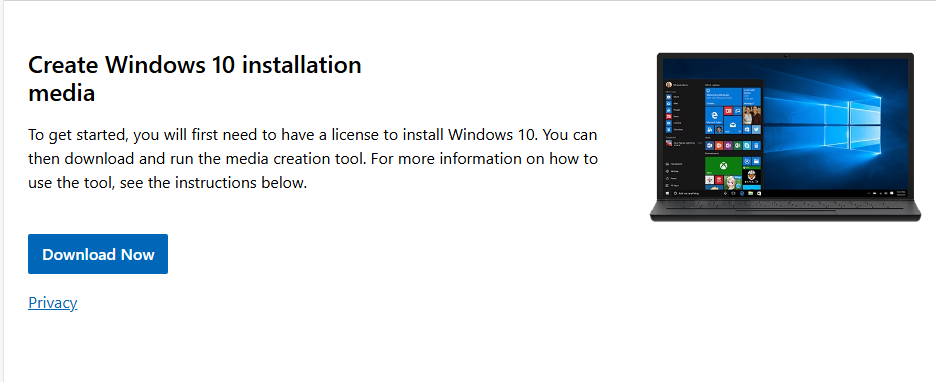 Create Windows 10 installation
media
To get started, you will first need to have a license to install Windows 10. You can
then download and run the media creation tool. For more information on how to
use the tool, see the instructions below.
Download Now
Privacy